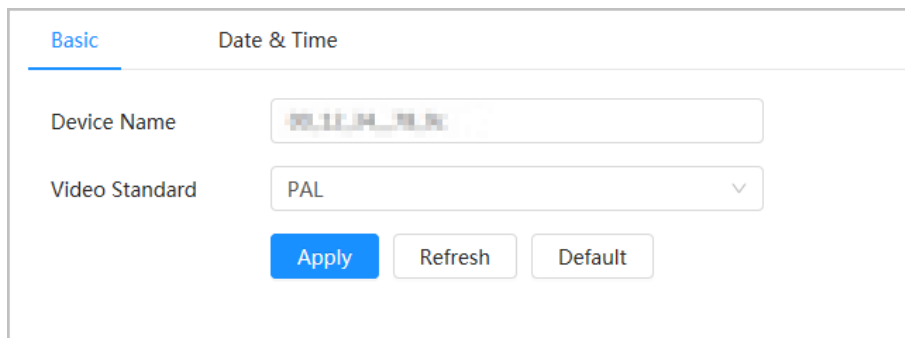 Basic Date & Time
Device Name
Video Standard PAL
Apply Refresh Default